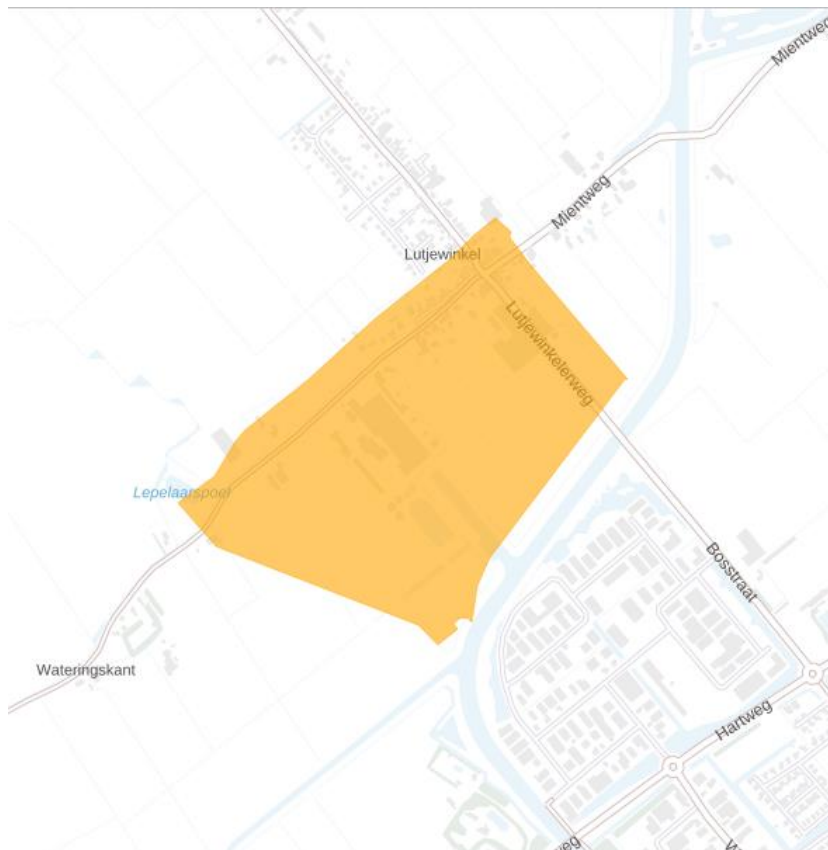 Mientweg
Mientweg
Lutjewinkel
Lutjewinkelerweg
Lepelaarspoel
Bosstraat
Wateringskant
Hartweg